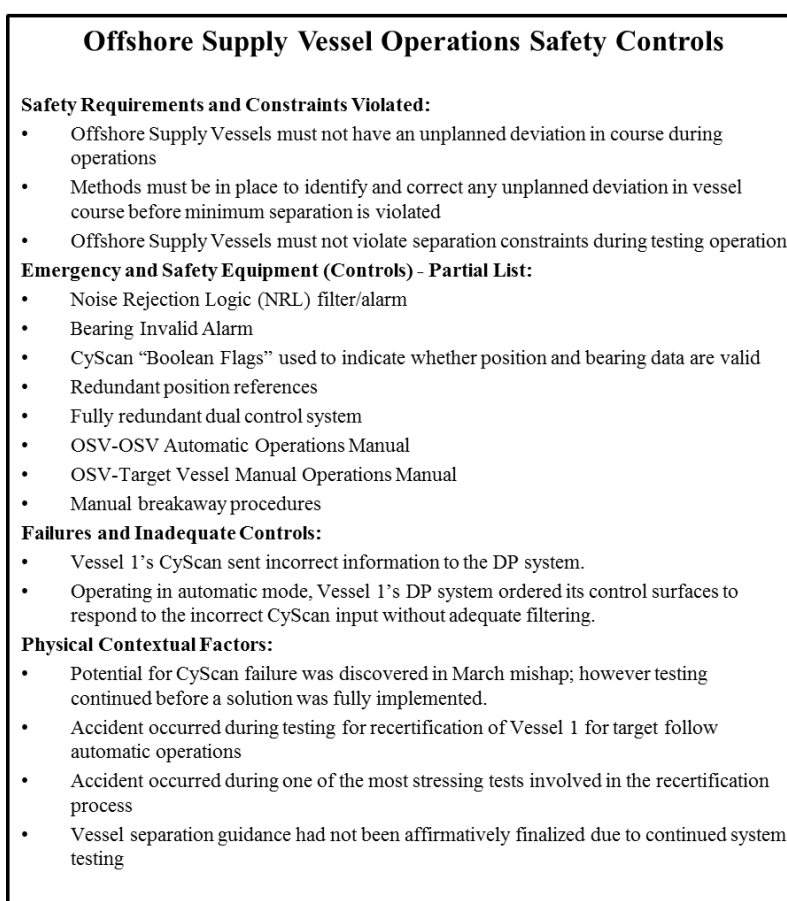 Offshore Supply Vessel Operations Safety Controls
Safety Requirements and Constraints Violated:
• Offshore Supply Vessels must not have an unplanned deviation in course during
operations
• Methods must be in place to identify and correct any unplanned deviation in vessel
course before minimum separation is violated
• Offshore Supply Vessels must not violate separation constraints during testing operation
Emergency and Safety Equipment (Controls) - Partial List:
• Noise Rejection Logic (NRL) filter/alarm
• Bearing Invalid Alarm
• CyScan “Boolean Flags” used to indicate whether position and bearing data are valid
• Redundant position references
• Fully redundant dual control system
• OSV-OSV Automatic Operations Manual
• OSV-Target Vessel Manual Operations Manual
• Manual breakaway procedures
Failures and Inadequate Controls:
• Vessel 1’s CyScan sent incorrect information to the DP system.
• Operating in automatic mode, Vessel 1’s DP system ordered its control surfaces to
respond to the incorrect CyScan input without adequate filtering.
Physical Contextual Factors:
• Potential for CyScan failure was discovered in March mishap; however testing
continued before a solution was fully implemented.
• Accident occurred during testing for recertification of Vessel 1 for target follow
automatic operations
• Accident occurred during one of the most stressing tests involved in the recertification
process
• Vessel separation guidance had not been affirmatively finalized due to continued system
testing